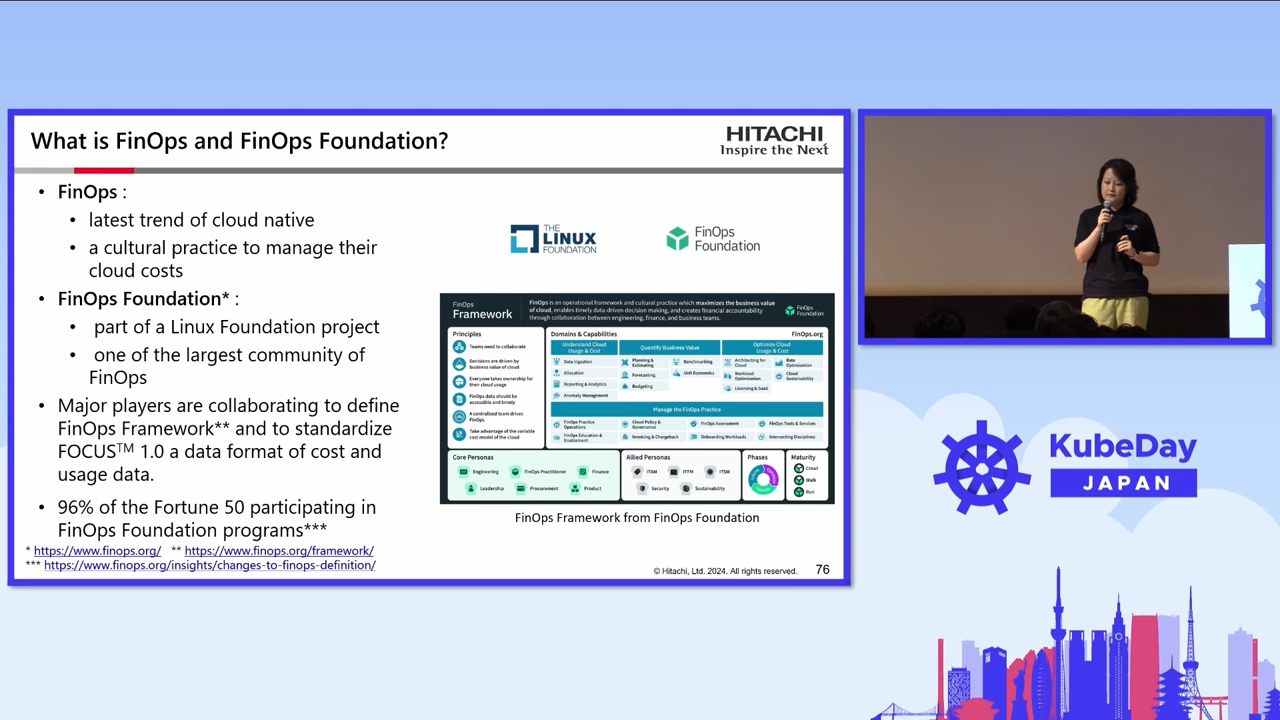 What is FinOps and FinOps Foundation?
HITACHI
Inspire the Next
• FinOps :
• latest trend of cloud native
• a cultural practice to manage their
cloud costs
• FinOps Foundation* :
• part of a Linux Foundation project
• one of the largest community of
FinOps
• Major players are collaborating to define
FinOps Framework** and to standardize
FOCUS™ 1.0 a data format of cost and
usage data.
• 96% of the Fortune 50 participating in
FinOps Foundation programs***
* https://www.finops.org/ ** https://www.finops.org/framework/
*** https://www.finops.org/insights/changes-to-finops-definition/
THE
LINUX
FOUNDATION
FinOps
Foundation
FinOps
Framework
FinOps is an operational framework and cultural practice which maximizes the business value
of cloud, enables timely data-driven decision making, and creates financial accountability
through collaboration between engineering, finance, and business teams.
FinOps
Foundation
Principles
Teams need to collaborate
Decisions are driven by
business value of cloud
Everyone takes ownership for
their cloud usage
FinOps data should be
accessible and timely
A centralized team drives
FinOps
Take advantage of the variable
cost model of the cloud
Domains & Capabilities
FinOps.org
Understand Cloud
Usage & Cost
Data Ingestion
Allocation
Reporting & Analytics
Anomaly Management
Quantify Business Value
Planning &
Estimating
Forecasting
Budgeting
Benchmarking
Unit Economics
Optimize Cloud
Usage & Cost
Architecting for
Cloud
Workload
Optimization
Licensing & SaaS
Rate
Optimization
Cloud
Sustainability
Manage the FinOps Practice
FinOps Practice
Operations
Cloud Policy &
Governance
FinOps Assessment
FinOps Tools & Services
FinOps Education &
Enablement
Invoicing & Chargeback
Onboarding Workloads
Intersecting Disciplines
Core Personas
Engineering
FinOps Practitioner
Finance
Leadership
Procurement
Product
Allied Personas
ITAM
ITFM
ITSM
Security
Sustainability
Phases
Maturity
Crawl
Walk
Run
FinOps Framework from FinOps Foundation
© Hitachi, Ltd. 2024. All rights reserved.
76
KubeDay
JAPAN